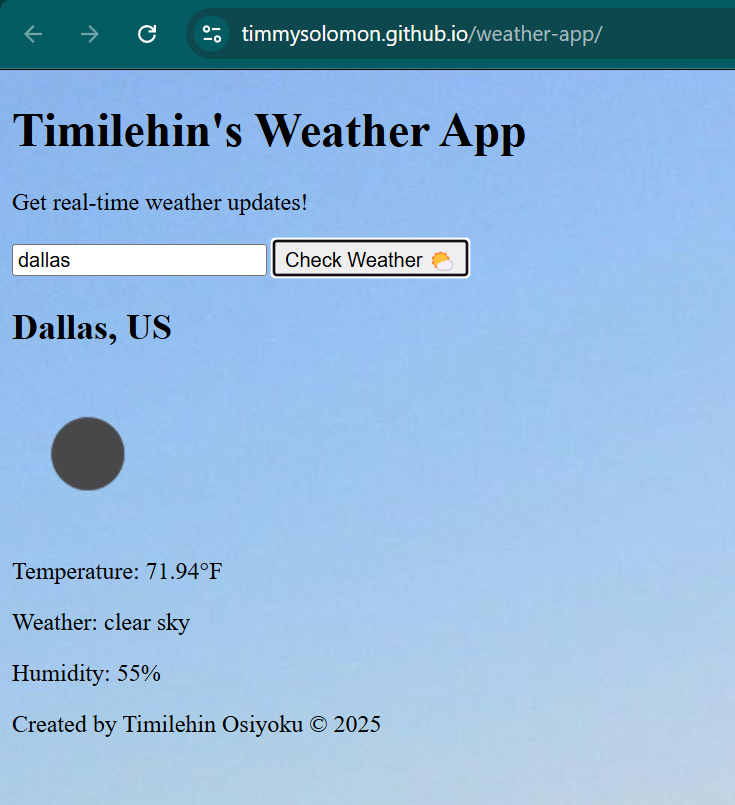 timmysolomon.github.io/weather-app/
Timilehin's Weather App
Get real-time weather updates!
dallas Check Weather 🌤️
Dallas, US
Temperature: 71.94°F
Weather: clear sky
Humidity: 55%
Created by Timilehin Osiyoku © 2025